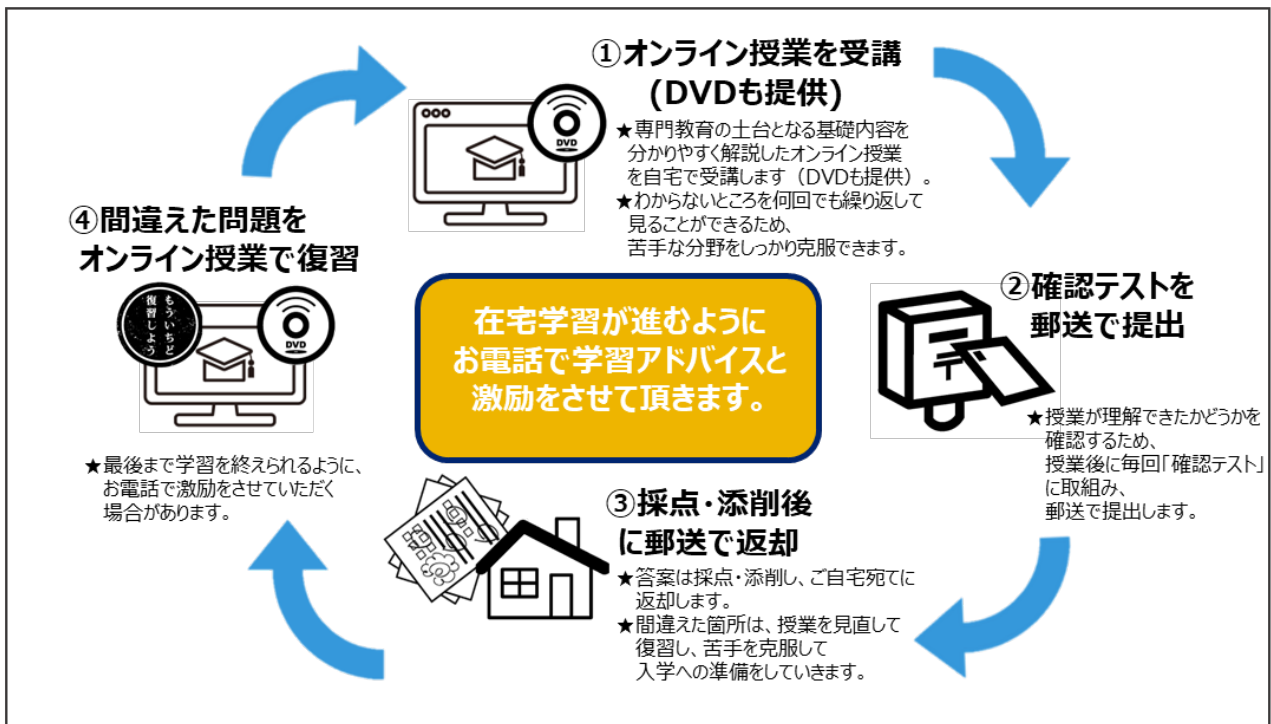 ①オンライン授業を受講
(DVDも提供)
★専門教育の土台となる基礎内容を
分かりやすく解説したオンライン授業
を自宅で受講します（DVDも提供）。
★わからないところを何回でも繰り返して
見ることができるため、
苦手な分野をしっかり克服できます。
DVD
②確認テストを
郵送で提出
★授業が理解できたかどうかを
確認するため、
授業後に毎回「確認テスト」
に取組み、
郵送で提出します。
③採点・添削後
に郵送で返却
★答案は採点・添削し、ご自宅宛てに
返却します。
★間違えた箇所は、授業を見直して
復習し、苦手を克服して
入学への準備をしていきます。
④間違えた問題を
オンライン授業で復習
もういちど
復習しよう
DVD
★最後まで学習を終えられるように、
お電話で激励をさせていただく
場合があります。
在宅学習が進むように
お電話で学習アドバイスと
激励をさせて頂きます。